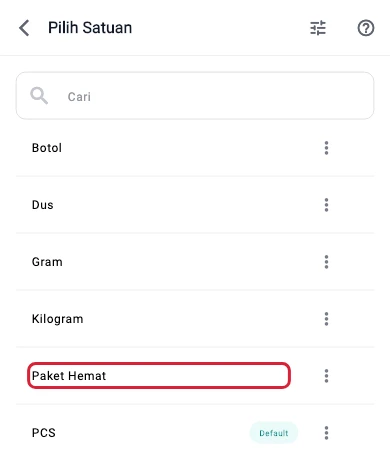 Pilih Satuan
Cari
Botol
Dus
Gram
Kilogram
Paket Hemat
PCS Default